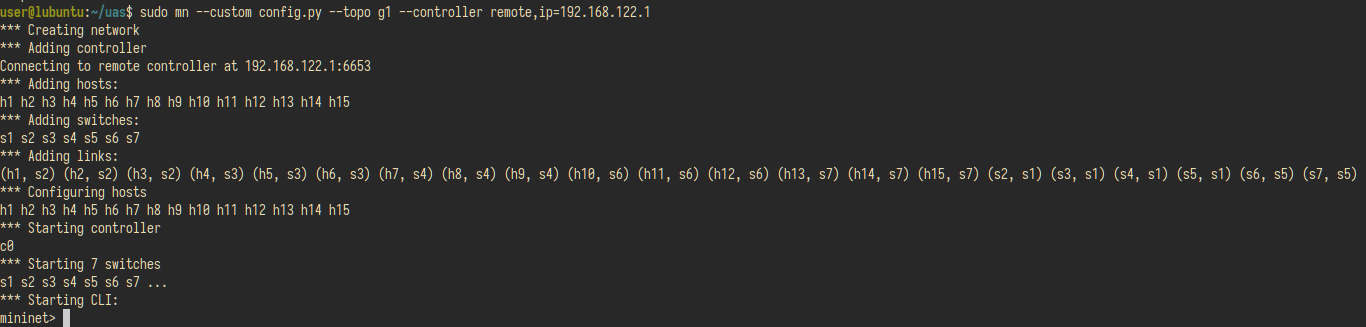 user@lubuntu:~/uas$ sudo mn --custom config.py --topo g1 --controller remote,ip=192.168.122.1
*** Creating network
*** Adding controller
Connecting to remote controller at 192.168.122.1:6653
*** Adding hosts:
h1 h2 h3 h4 h5 h6 h7 h8 h9 h10 h11 h12 h13 h14 h15
*** Adding switches:
s1 s2 s3 s4 s5 s6 s7
*** Adding links:
(h1, s2) (h2, s2) (h3, s2) (h4, s3) (h5, s3) (h6, s3) (h7, s4) (h8, s4) (h9, s4) (h10, s6) (h11, s6) (h12, s6) (h13, s7) (h14, s7) (h15, s7) (s2, s1) (s3, s1) (s4, s1) (s5, s1) (s6, s5) (s7, s5)
*** Configuring hosts
h1 h2 h3 h4 h5 h6 h7 h8 h9 h10 h11 h12 h13 h14 h15
*** Starting controller
c0
*** Starting 7 switches
s1 s2 s3 s4 s5 s6 s7 ...
*** Starting CLI:
mininet>